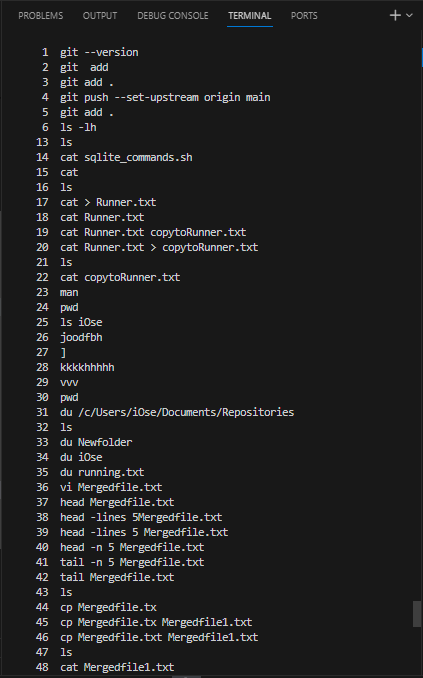 PROBLEMS OUTPUT DEBUG CONSOLE TERMINAL PORTS
1 git --version
2 git  add
3 git add .
4 git push --set-upstream origin main
5 git add .
6 ls -lh
13 ls
14 cat sqlite_commands.sh
15 cat
16 ls
17 cat > Runner.txt
18 cat Runner.txt
19 cat Runner.txt copytoRunner.txt
20 cat Runner.txt > copytoRunner.txt
21 ls
22 cat copytoRunner.txt
23 man
24 pwd
25 ls iOse
26 joodfbh
27 ]
28 kkkkhhhhh
29 vvv
30 pwd
31 du /c/Users/iOse/Documents/Repositories
32 ls
33 du Newfolder
34 du iOse
35 du running.txt
36 vi Mergedfile.txt
37 head Mergedfile.txt
38 head -lines 5Mergedfile.txt
39 head -lines 5 Mergedfile.txt
40 head -n 5 Mergedfile.txt
41 tail -n 5 Mergedfile.txt
42 tail Mergedfile.txt
43 ls
44 cp Mergedfile.tx
45 cp Mergedfile.tx Mergedfile1.txt
46 cp Mergedfile.txt Mergedfile1.txt
47 ls
48 cat Mergedfile1.txt